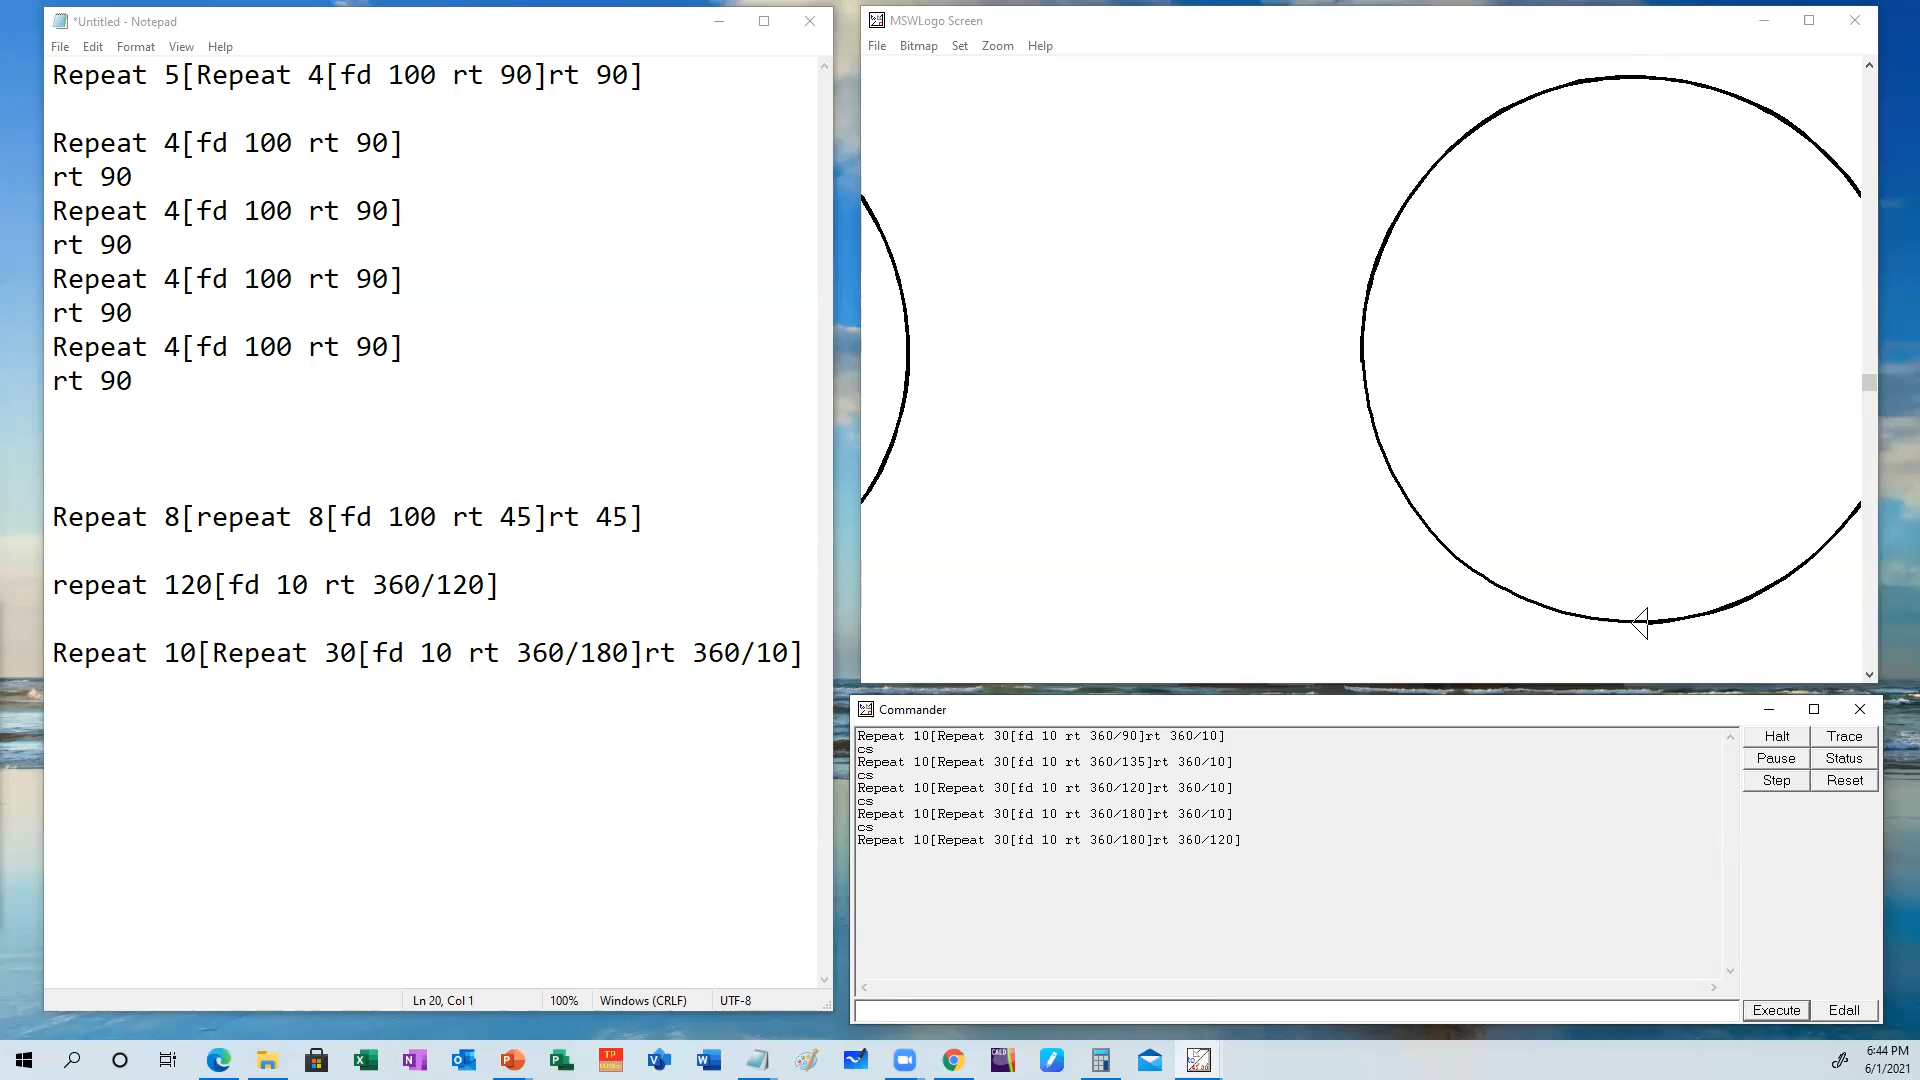 *Untitled - Notepad
File Edit Format View Help
Repeat 5[Repeat 4[fd 100 rt 90]rt 90]
Repeat 4[fd 100 rt 90]
rt 90
Repeat 4[fd 100 rt 90]
rt 90
Repeat 4[fd 100 rt 90]
rt 90
Repeat 4[fd 100 rt 90]
rt 90
Repeat 8[repeat 8[fd 100 rt 45]rt 45]
repeat 120[fd 10 rt 360/120]
Repeat 10[Repeat 30[fd 10 rt 360/180]rt 360/10]
Ln 20, Col 1 100% Windows (CRLF) UTF-8
MSWLogo Screen
File Bitmap Set Zoom Help
Commander
Repeat 10[Repeat 30[fd 10 rt 360/90]rt 360/10]
cs
Repeat 10[Repeat 30[fd 10 rt 360/135]rt 360/10]
cs
Repeat 10[Repeat 30[fd 10 rt 360/120]rt 360/10]
cs
Repeat 10[Repeat 30[fd 10 rt 360/180]rt 360/10]
cs
Repeat 10[Repeat 30[fd 10 rt 360/180]rt 360/120]
Halt Trace
Pause Status
Step Reset
Execute Edall
6:44 PM
6/1/2021